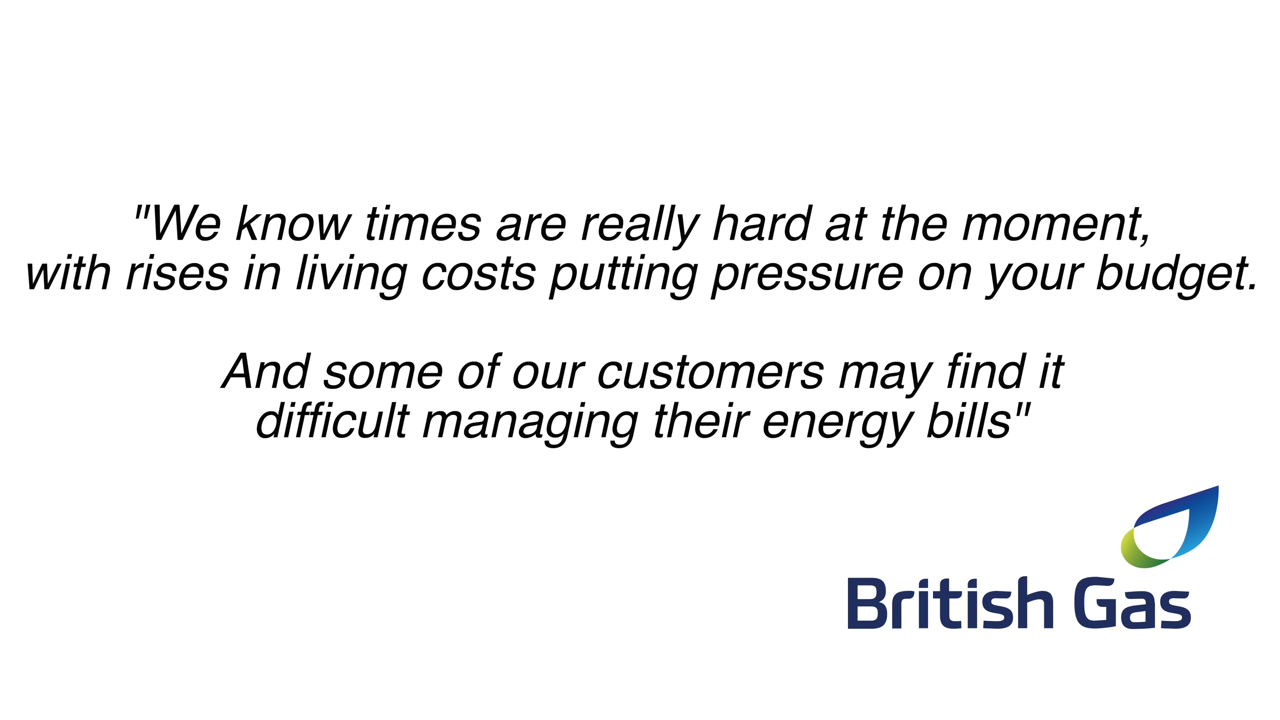 "We know times are really hard at the moment,
with rises in living costs putting pressure on your budget.
And some of our customers may find it
difficult managing their energy bills"
British Gas